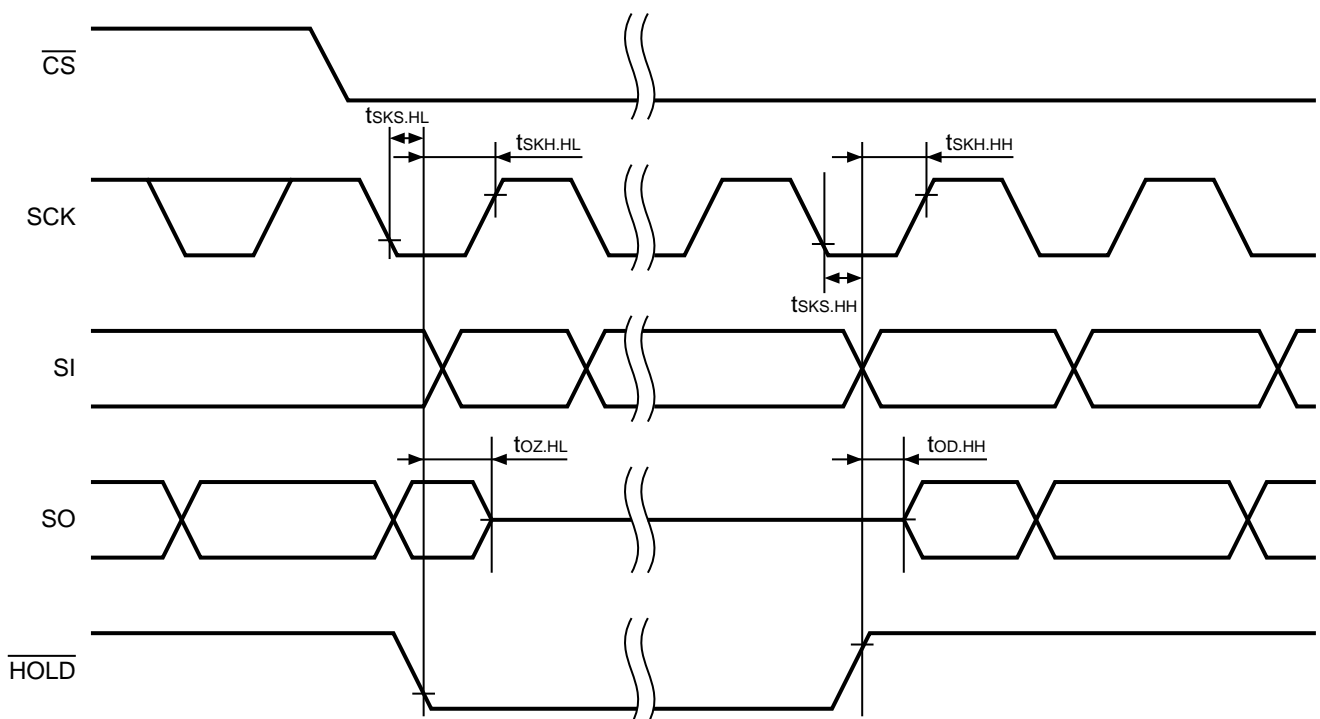 CS
tSKS.HL
tSKH.HL
tSKH.HH
SCK
tSKS.HH
SI
tOZ.HL
tOD.HH
SO
HOLD